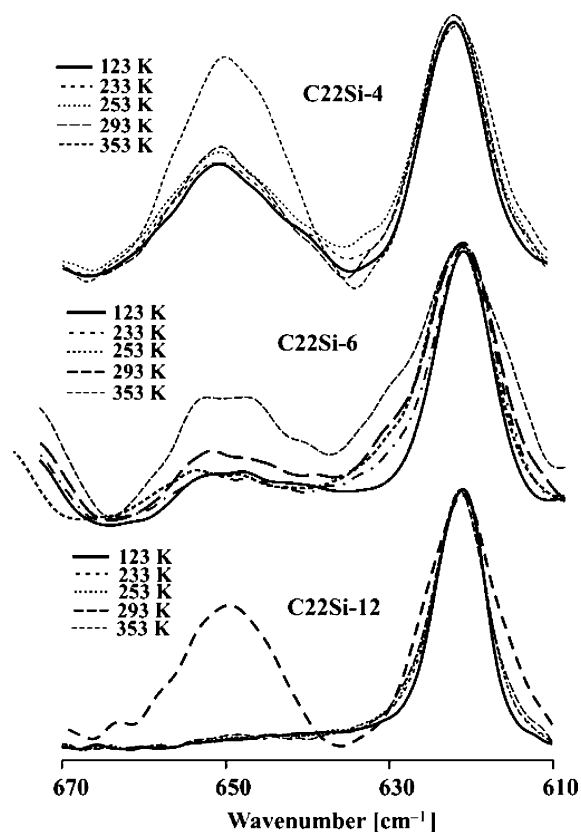 123 K
233 K
253 K
293 K
353 K
C22Si-4
123 K
233 K
253 K
293 K
353 K
C22Si-6
123 K
233 K
253 K
293 K
353 K
C22Si-12
670 650 630 610
Wavenumber [cm⁻¹]